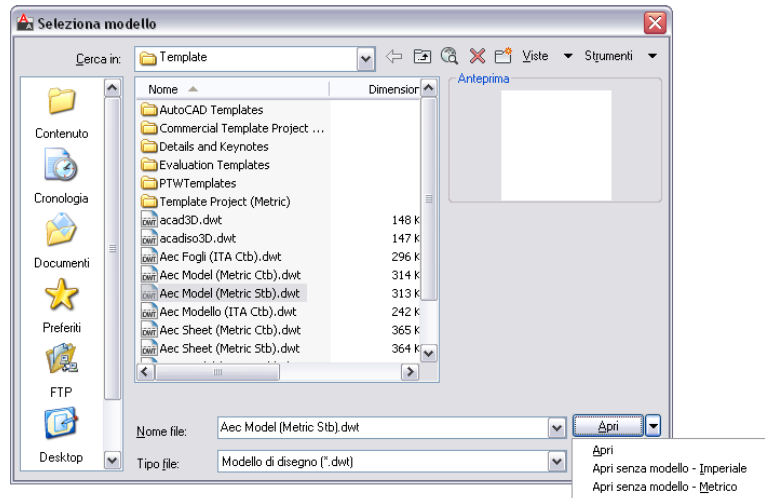 Seleziona modello
Cerca in: Template Viste Strumenti
Nome Dimension Anteprima
AutoCAD Templates
Commercial Template Project ...
Details and Keynotes
Evaluation Templates
PTWTemplates
Template Project (Metric)
acad3D.dwt 148 K
acadiso3D.dwt 147 K
Aec Fogli (ITA Ctb).dwt 296 K
Aec Model (Metric Ctb).dwt 314 K
Aec Model (Metric Stb).dwt 313 K
Aec Modello (ITA Ctb).dwt 242 K
Aec Sheet (Metric Ctb).dwt 365 K
Aec Sheet (Metric Stb).dwt 364 K
Contenuto
Cronologia
Documenti
Preferiti
FTP
Desktop
Nome file: Aec Model (Metric Stb).dwt Apri
Tipo file: Modello di disegno (*.dwt)
Apri
Apri senza modello - Imperiale
Apri senza modello - Metrico